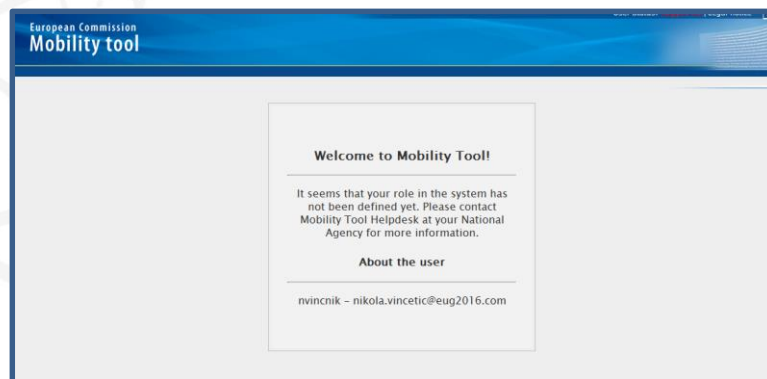 European Commission
Mobility tool
Welcome to Mobility Tool!
It seems that your role in the system has
not been defined yet. Please contact
Mobility Tool Helpdesk at your National
Agency for more information.
About the user
nvincnik – nikola.vincetic@eug2016.com